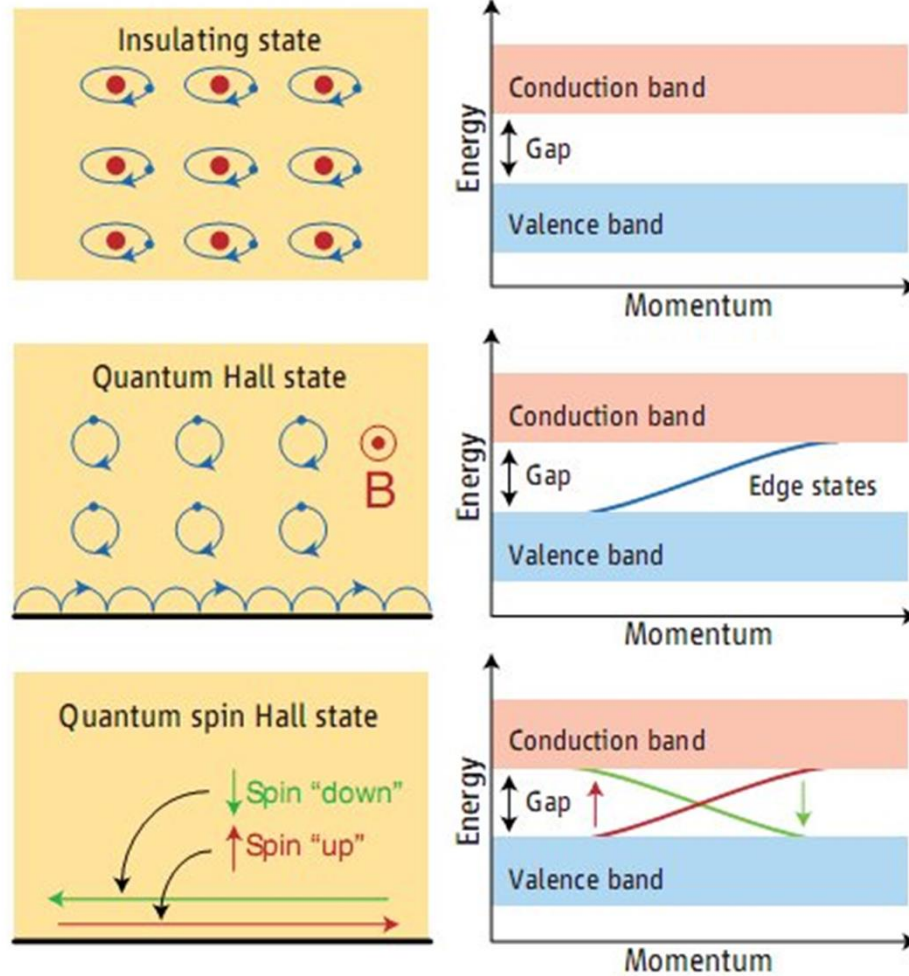 Insulating state
Energy
Conduction band
Gap
Valence band
Momentum
Quantum Hall state
B
Energy
Conduction band
Gap
Edge states
Valence band
Momentum
Quantum spin Hall state
Spin “down”
Spin “up”
Energy
Conduction band
Gap
Valence band
Momentum